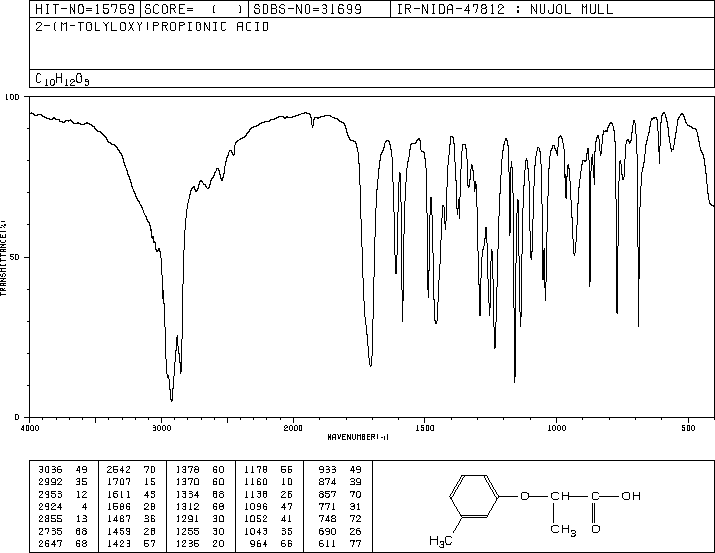 HIT-NO=15759 SCORE= ( ) SDBS-NO=31699 IR-NIDA-47812 : NUJOL MULL
2-(M-TOLYLOXY)PROPIONIC ACID
C10H12O3
100
50
0
TRANSMITTANCE(%)
4000 3000 2000 1500 1000 500
WAVENUMBER(-1)
3036 49 2642 70 1378 60 1178 55 933 49
2992 35 1707 15 1370 60 1160 10 874 39
2953 12 1611 43 1334 68 1138 26 857 70
2924 4 1586 28 1312 68 1096 47 771 31
2855 13 1487 36 1291 30 1052 41 748 72
2735 68 1459 28 1255 30 1043 35 690 26
2647 68 1423 57 1235 20 964 66 611 77
O CH C OH
H3C CH3 O